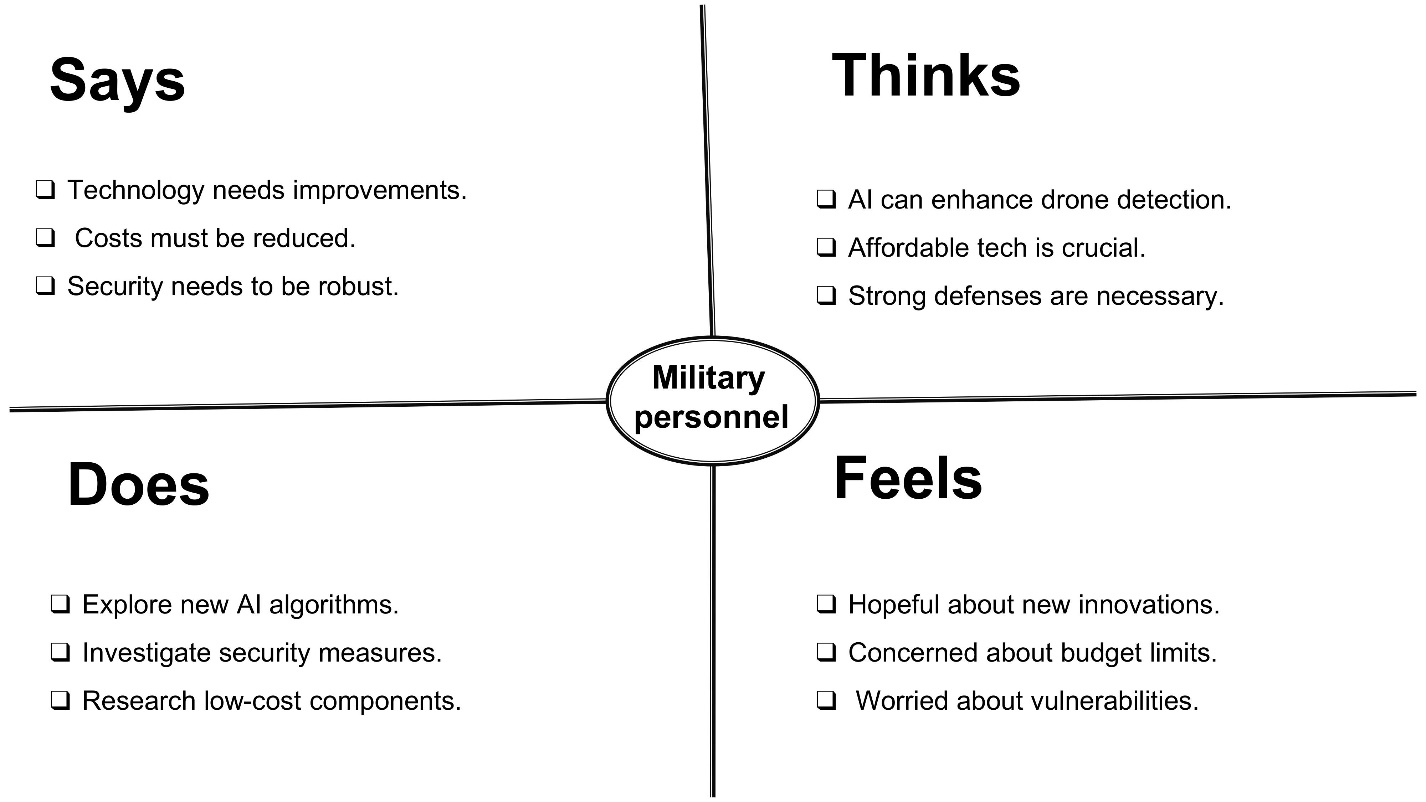 Says
❑ Technology needs improvements.
❑ Costs must be reduced.
❑ Security needs to be robust.
Thinks
❑ AI can enhance drone detection.
❑ Affordable tech is crucial.
❑ Strong defenses are necessary.
Military
personnel
Does
❑ Explore new AI algorithms.
❑ Investigate security measures.
❑ Research low-cost components.
Feels
❑ Hopeful about new innovations.
❑ Concerned about budget limits.
❑ Worried about vulnerabilities.